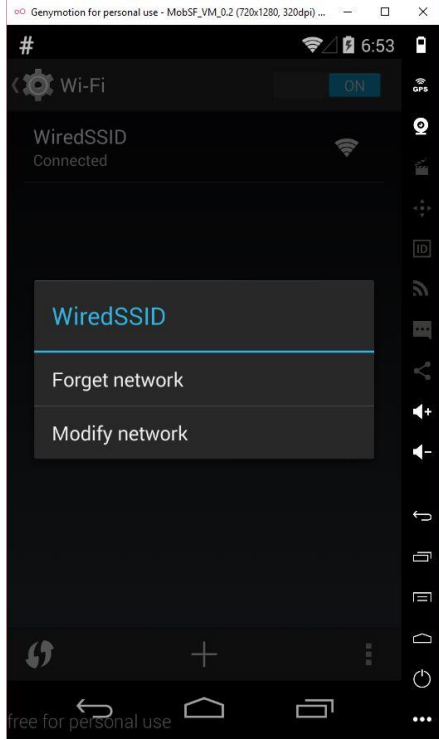 Genymotion for personal use - MobSF_VM_0.2 (720x1280, 320dpi) ...
# 6:53
Wi-Fi ON
GPS
WiredSSID
Connected
ID
WiredSSID
Forget network
Modify network
free for personal use